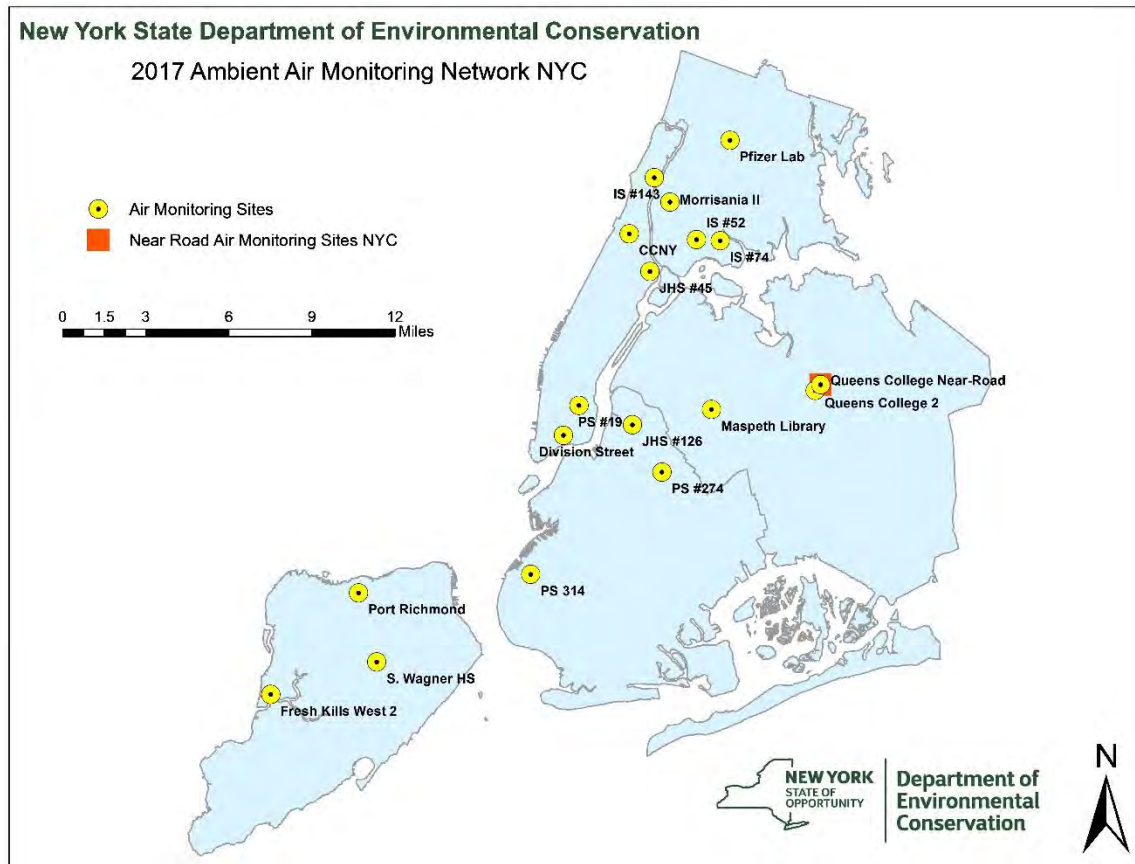 New York State Department of Environmental Conservation
2017 Ambient Air Monitoring Network NYC
Air Monitoring Sites
Near Road Air Monitoring Sites NYC
0 1.5 3 6 9 12
Miles
Pfizer Lab
IS #143
Morrisania II
IS #52
CCNY
IS #74
JHS #45
Queens College Near-Road
Queens College 2
PS #19
Maspeth Library
JHS #126
Division Street
PS #274
PS 314
Port Richmond
S. Wagner HS
Fresh Kills West 2
NEW YORK
STATE OF
OPPORTUNITY
Department of
Environmental
Conservation
N